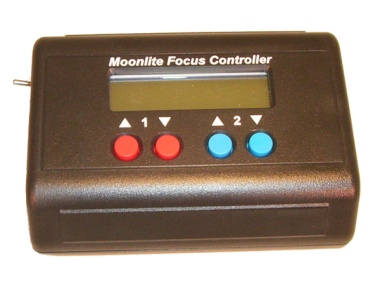 Moonlite Focus Controller
▲ 1 ▼ ▲ 2 ▼